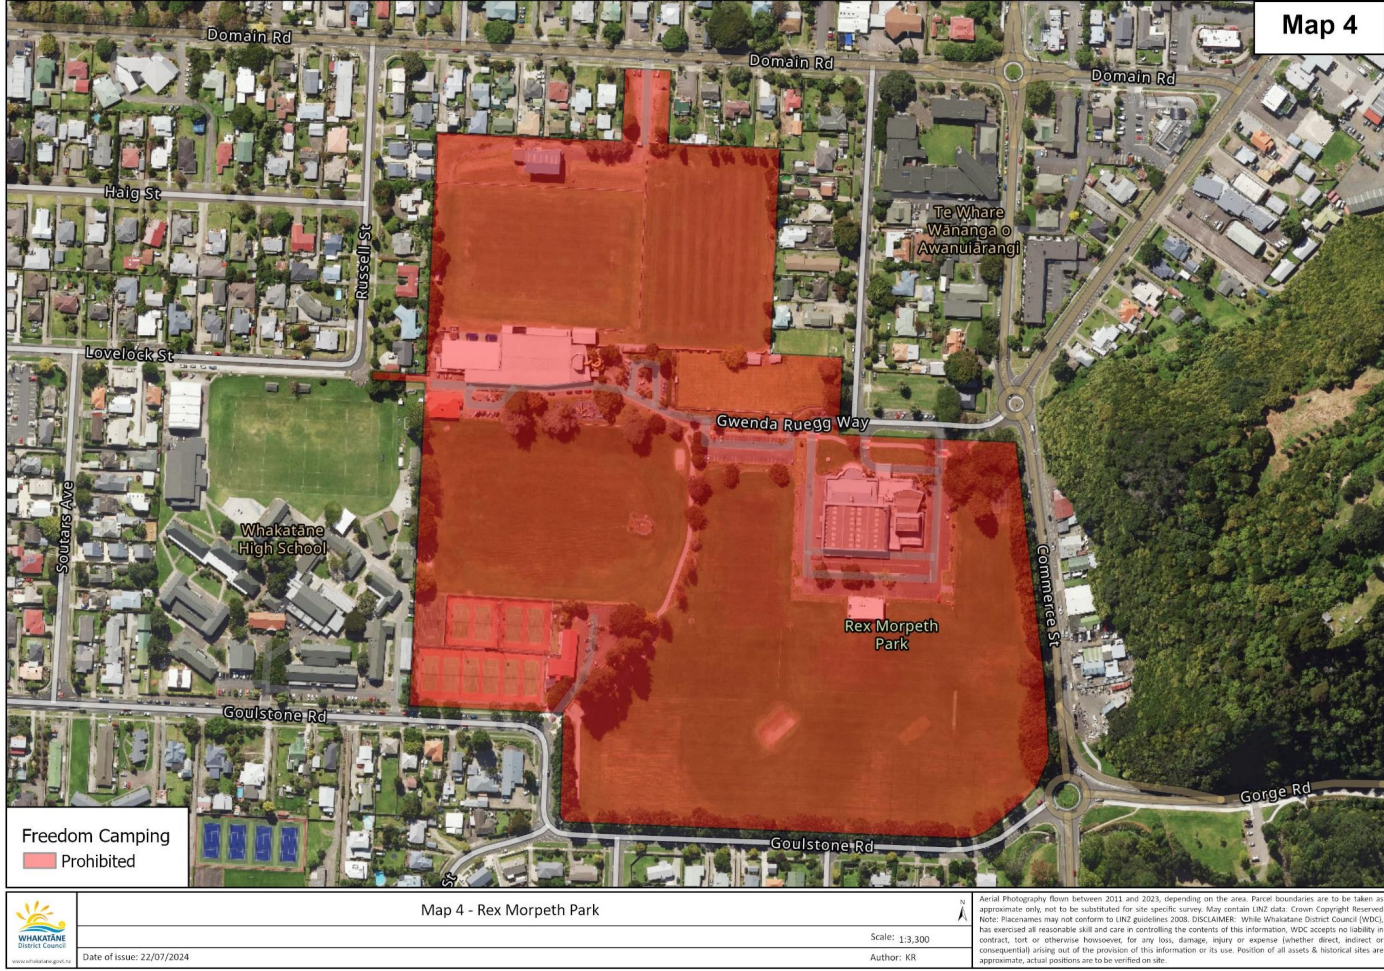 Map 4
Domain Rd
Domain Rd
Domain Rd
Haig St
Russell St
Te Whare
Wānanga o
Awanuiārangi
Lovelock St
Gwenda Ruegg Way
Soutars Ave
Whakatāne
High School
Commerce St
Rex Morpeth
Park
Goulstone Rd
Gorge Rd
Goulstone Rd
St
Freedom Camping
Prohibited
WHAKATĀNE
District Council
www.whakatane.govt.nz
Map 4 - Rex Morpeth Park
N
Scale: 1:3,300
Date of issue: 22/07/2024
Author: KR
Aerial Photography flown between 2011 and 2023, depending on the area. Parcel boundaries are to be taken as
approximate only, not to be substituted for site specific survey. May contain LINZ data: Crown Copyright Reserved
Note: Placenames may not conform to LINZ guidelines 2008. DISCLAIMER: While Whakatane District Council (WDC),
has exercised all reasonable skill and care in controlling the contents of this information, WDC accepts no liability in
contract, tort or otherwise howsoever, for any loss, damage, injury or expense (whether direct, indirect or
consequential) arising out of the provision of this information or its use. Position of all assets & historical sites are
approximate, actual positions are to be verified on site.